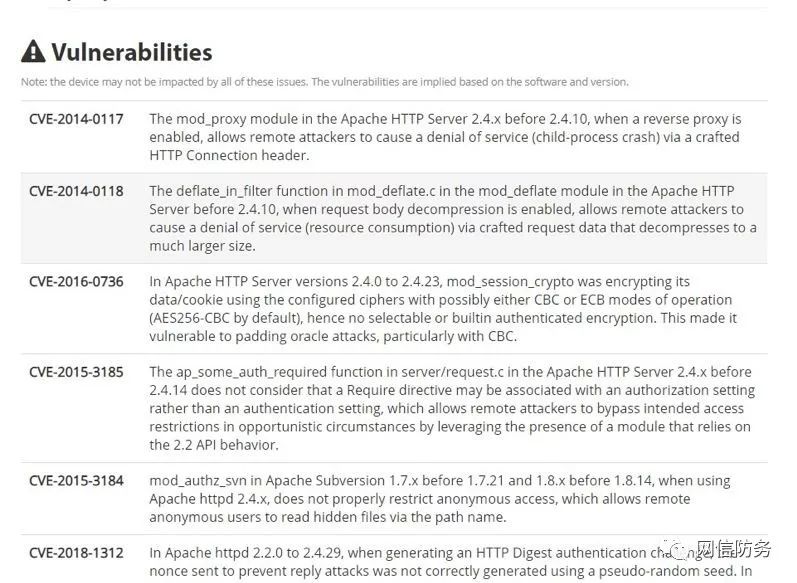 Vulnerabilities
Note: the device may not be impacted by all of these issues. The vulnerabilities are implied based on the software and version.
CVE-2014-0117 The mod_proxy module in the Apache HTTP Server 2.4.x before 2.4.10, when a reverse proxy is
enabled, allows remote attackers to cause a denial of service (child-process crash) via a crafted
HTTP Connection header.
CVE-2014-0118 The deflate_in_filter function in mod_deflate.c in the mod_deflate module in the Apache HTTP
Server before 2.4.10, when request body decompression is enabled, allows remote attackers to
cause a denial of service (resource consumption) via crafted request data that decompresses to a
much larger size.
CVE-2016-0736 In Apache HTTP Server versions 2.4.0 to 2.4.23, mod_session_crypto was encrypting its
data/cookie using the configured ciphers with possibly either CBC or ECB modes of operation
(AES256-CBC by default), hence no selectable or builtin authenticated encryption. This made it
vulnerable to padding oracle attacks, particularly with CBC.
CVE-2015-3185 The ap_some_auth_required function in server/request.c in the Apache HTTP Server 2.4.x before
2.4.14 does not consider that a Require directive may be associated with an authorization setting
rather than an authentication setting, which allows remote attackers to bypass intended access
restrictions in opportunistic circumstances by leveraging the presence of a module that relies on
the 2.2 API behavior.
CVE-2015-3184 mod_authz_svn in Apache Subversion 1.7.x before 1.7.21 and 1.8.x before 1.8.14, when using
Apache httpd 2.4.x, does not properly restrict anonymous access, which allows remote
anonymous users to read hidden files via the path name.
CVE-2018-1312 In Apache httpd 2.2.0 to 2.4.29, when generating an HTTP Digest authentication
nonce sent to prevent reply attacks was not correctly generated using a pseudo-random seed. In
网信防务